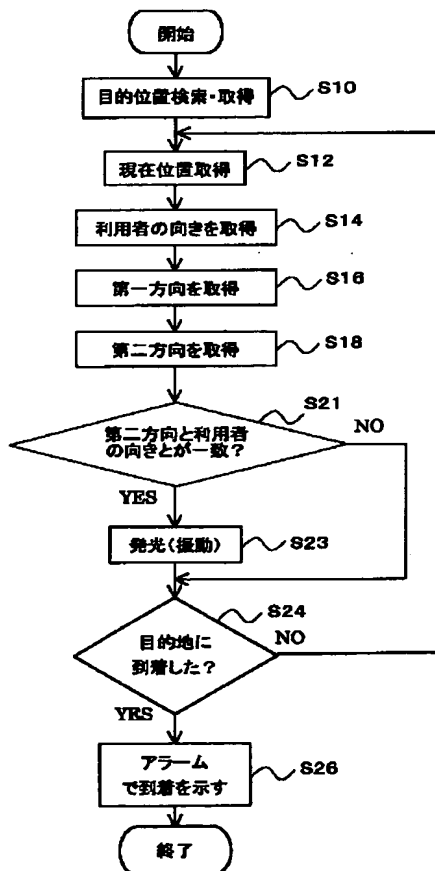 開始
目的位置検索・取得
S10
現在位置取得
S12
利用者の向きを取得
S14
第一方向を取得
S16
第二方向を取得
S18
S21
第二方向と利用者
の向きとが一致?
NO
YES
発光(振動)
S23
S24
目的地に
到着した?
NO
YES
アラーム
で到着を示す
S26
終了